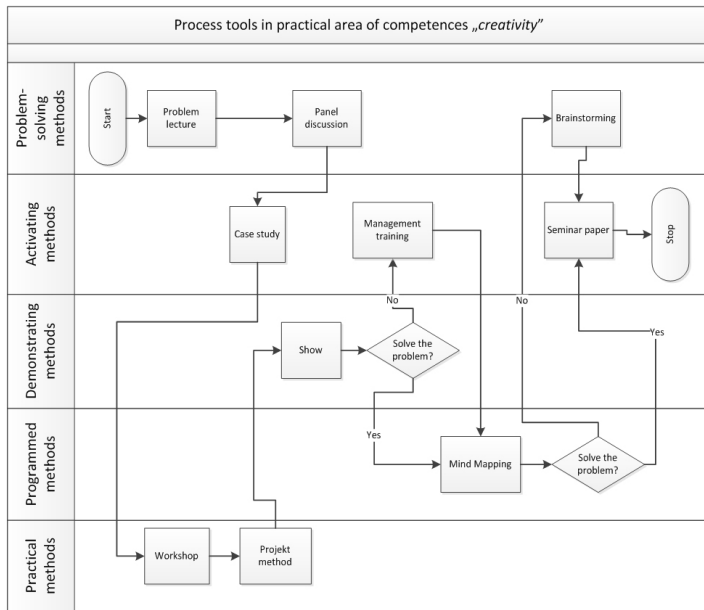 Process tools in practical area of competences „creativity”
Problem-
solving
methods
Start
Problem
lecture
Panel
discussion
Brainstorming
Activating
methods
Case study
Management
training
Seminar paper
Stop
No
No
Demonstrating
methods
Show
Solve the
problem?
Yes
Programmed
methods
Yes
Mind Mapping
Solve the
problem?
Practical
methods
Workshop
Projekt
method